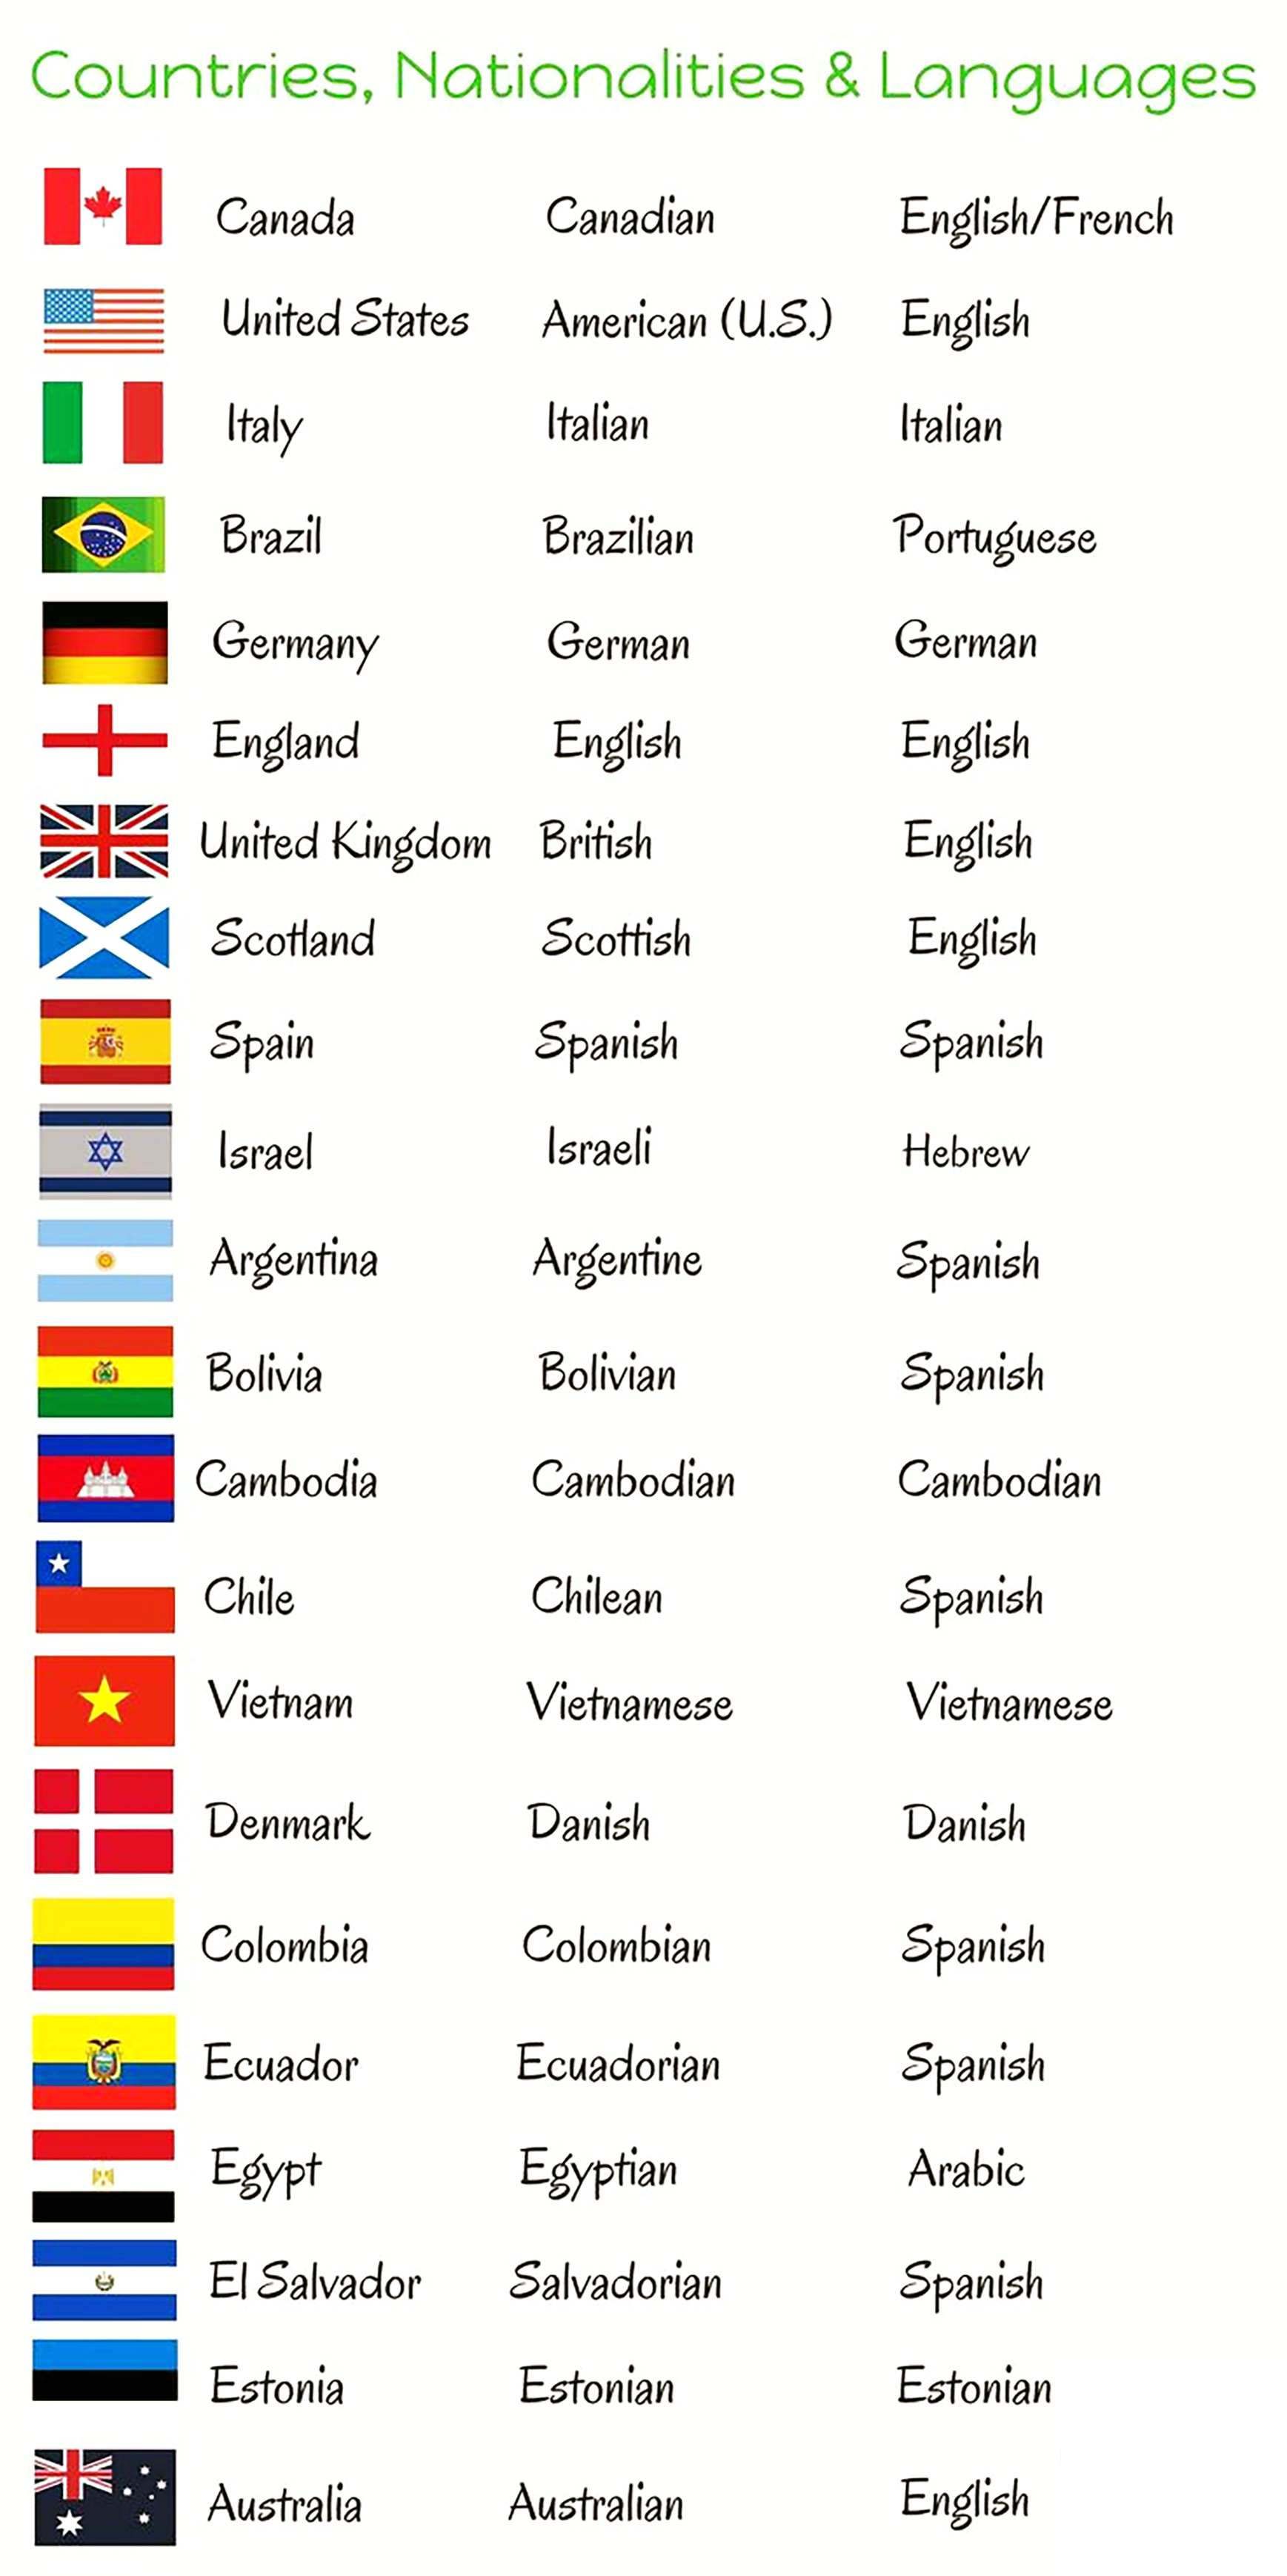 Countries, Nationalities & Languages
Canada Canadian English/French
United States American (U.S.) English
Italy Italian Italian
Brazil Brazilian Portuguese
Germany German German
England English English
United Kingdom British English
Scotland Scottish English
Spain Spanish Spanish
Israel Israeli Hebrew
Argentina Argentine Spanish
Bolivia Bolivian Spanish
Cambodia Cambodian Cambodian
Chile Chilean Spanish
Vietnam Vietnamese Vietnamese
Denmark Danish Danish
Colombia Colombian Spanish
Ecuador Ecuadorian Spanish
Egypt Egyptian Arabic
El Salvador Salvadorian Spanish
Estonia Estonian Estonian
Australia Australian English